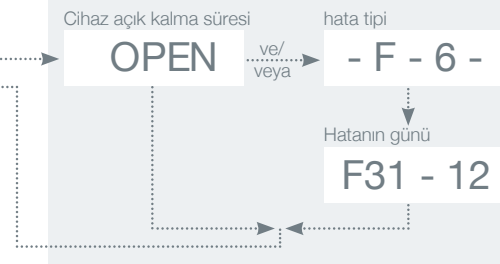 Cihaz açık kalma süresi
OPEN
ve/
veya
hata tipi
- F - 6 -
Hatanın günü
F31 - 12